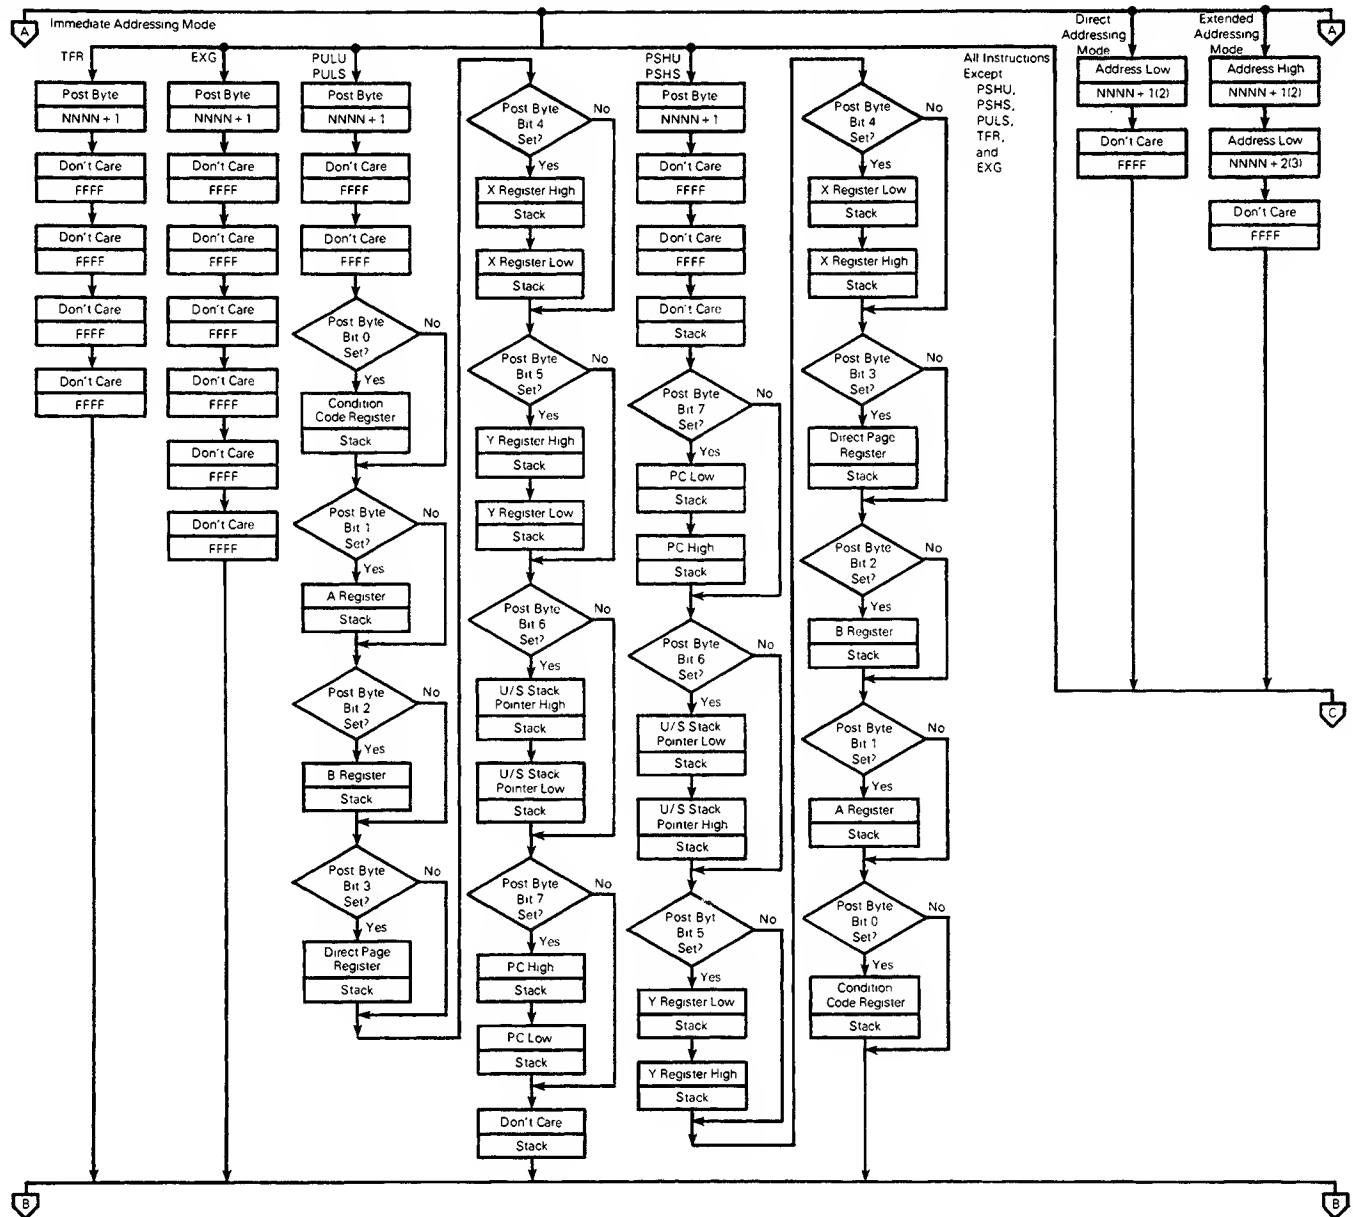 A
Immediate Addressing Mode
TFR
Post Byte
NNNN + 1
Don't Care
FFFF
Don't Care
FFFF
Don't Care
FFFF
Don't Care
FFFF
EXG
Post Byte
NNNN + 1
Don't Care
FFFF
Don't Care
FFFF
Don't Care
FFFF
Don't Care
FFFF
Don't Care
FFFF
Don't Care
FFFF
PULU
PULS
Post Byte
NNNN + 1
Don't Care
FFFF
Don't Care
FFFF
Post Byte
Bit 0
Set?
No
Yes
Condition
Code Register
Stack
Post Byte
Bit 1
Set?
No
Yes
A Register
Stack
Post Byte
Bit 2
Set?
No
Yes
B Register
Stack
Post Byte
Bit 3
Set?
No
Yes
Direct Page
Register
Stack
Post Byte
Bit 4
Set?
No
Yes
X Register High
Stack
X Register Low
Stack
Post Byte
Bit 5
Set?
No
Yes
Y Register High
Stack
Y Register Low
Stack
Post Byte
Bit 6
Set?
No
Yes
U/S Stack
Pointer High
Stack
U/S Stack
Pointer Low
Stack
Post Byte
Bit 7
Set?
No
Yes
PC High
Stack
PC Low
Stack
Don't Care
Stack
PSHU
PSHS
Post Byte
NNNN + 1
Don't Care
FFFF
Don't Care
FFFF
Don't Care
Stack
Post Byte
Bit 7
Set?
No
Yes
PC Low
Stack
PC High
Stack
Post Byte
Bit 6
Set?
No
Yes
U/S Stack
Pointer Low
Stack
U/S Stack
Pointer High
Stack
Post Byt
Bit 5
Set?
No
Yes
Y Register Low
Stack
Y Register High
Stack
Post Byte
Bit 4
Set?
No
Yes
X Register Low
Stack
X Register High
Stack
Post Byte
Bit 3
Set?
No
Yes
Direct Page
Register
Stack
Post Byte
Bit 2
Set?
No
Yes
B Register
Stack
Post Byte
Bit 1
Set?
No
Yes
A Register
Stack
Post Byte
Bit 0
Set?
No
Yes
Condition
Code Register
Stack
All Instructions
Except
PSHU,
PSHS,
PULS,
TFR,
and
EXG
Direct
Addressing
Mode
Address Low
NNNN + 1(2)
Don't Care
FFFF
Extended
Addressing
Mode
Address High
NNNN + 1(2)
Address Low
NNNN + 2(3)
Don't Care
FFFF
A
C
B
B